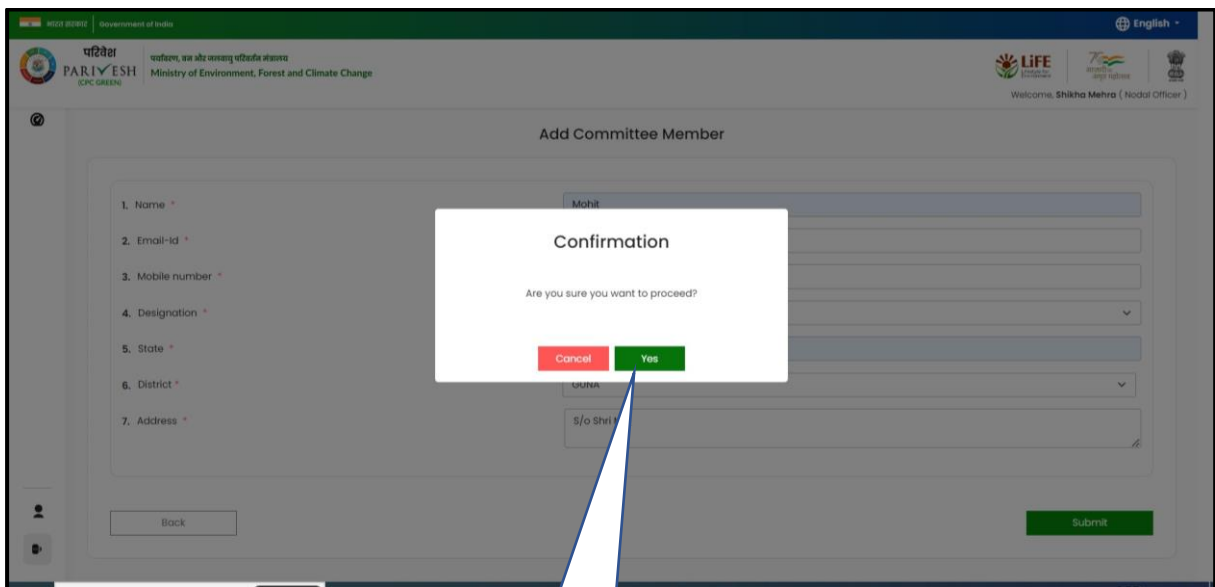 भारत सरकार Government of India
English
परिवेश
PARIVESH
(CPC GREEN)
पर्यावरण, वन और जलवायु परिवर्तन मंत्रालय
Ministry of Environment, Forest and Climate Change
LiFE
Welcome, Shikha Mehra ( Nodal Officer )
Add Committee Member
1. Name * Mohit
2. Email-Id *
3. Mobile number *
4. Designation *
5. State *
6. District * GUNA
7. Address * S/o Shri
Confirmation
Are you sure you want to proceed?
Cancel Yes
Back Submit